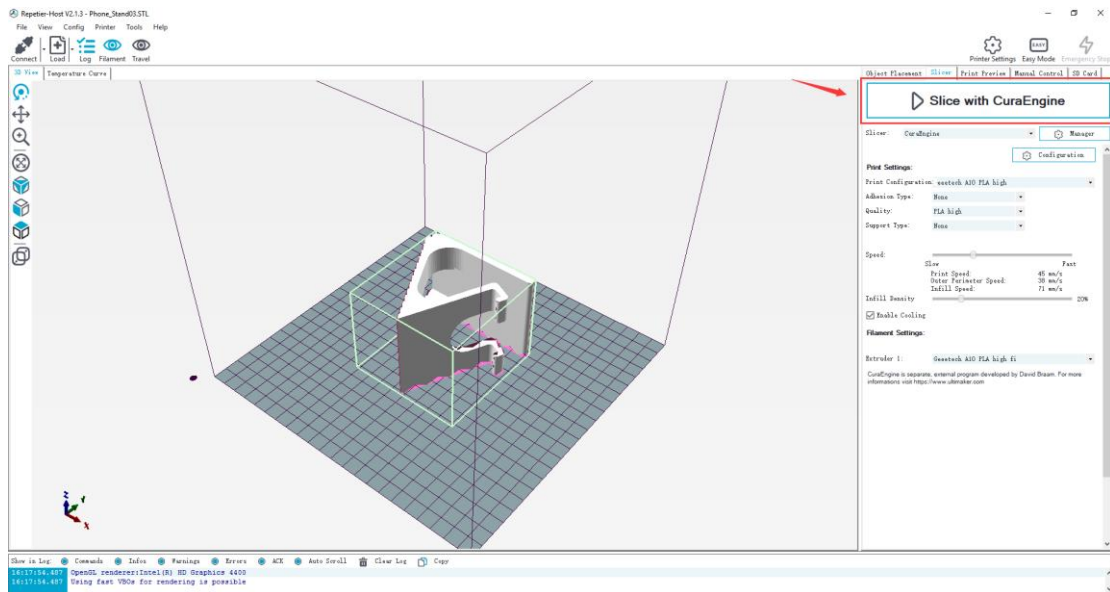 Repetier-Host V2.1.3 - Phone_Stand03.STL
File View Config Printer Tools Help
Connect Load Log Filament Travel
Printer Settings Easy Mode Emergency Stop
EASY
3D View Temperature Curve
Object Placement Slicer Print Preview Manual Control SD Card
Slice with CuraEngine
Slicer: CuraEngine Manager
Configuration
Print Settings:
Print Configuration: eeetech A30 PLA high
Adhesion Type: None
Quality: PLA high
Support Type: None
Speed:
Slow Fast
Print Speed: 45 mm/s
Outer Perimeter Speed: 38 mm/s
Infill Speed: 71 mm/s
Infill Density 20%
Enable Cooling
Filament Settings:
Extruder 1: Geeetech A30 PLA high fi
CuraEngine is separate, external program developed by David Braam. For more
informations visit https://www.ultimaker.com
Z Y
X
Show in Log: Commands Infos Warnings Errors ACK Auto Scroll Clear Log Copy
16:17:54.487 OpenGL renderer:Intel(R) HD Graphics 4400
16:17:54.487 Using fast VBOs for rendering is possible